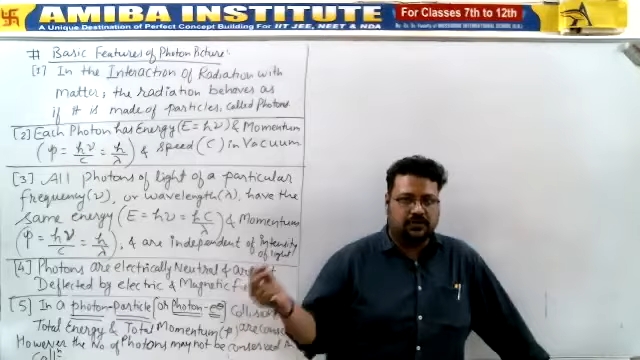 AMIBA INSTITUTE
For Classes 7th to 12th
A Unique Destination of Perfect Concept Building For IIT JEE, NEET & NDA
# Basic Features of Photon Picture:
[1] In the Interaction of Radiation with
matter, the radiation behaves as
if it is made of particles, called Photons
[2] Each Photon has Energy (E = hν) & Momentum
(p = hν/c = h/λ) & speed (C) in Vacuum
[3] All photons of light of a particular
frequency(ν), or wavelength(λ), have the
same energy (E = hν = hc/λ) & Momentum
(p = hν/c = h/λ), & are independent of intensity
of light
[4] Photons are electrically Neutral & are
Deflected by electric & Magnetic
[5] In a photon-particle (or Photon-
Total Energy & Total Momentum(p) are
However the No of Photons may not be conserved